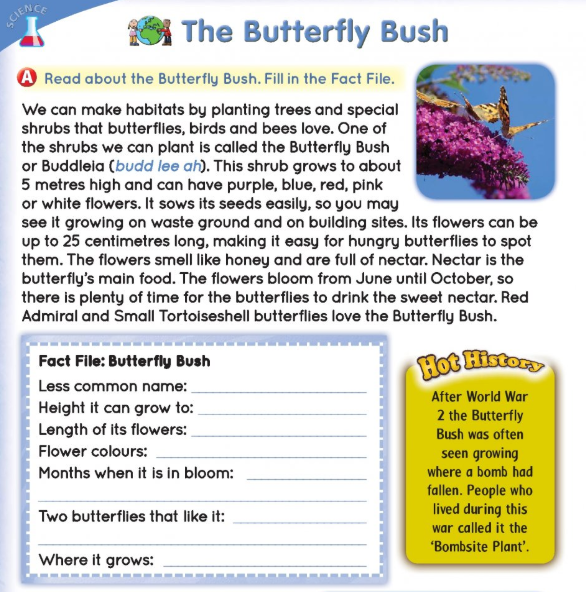 SCIENCE
The Butterfly Bush
A Read about the Butterfly Bush. Fill in the Fact File.
We can make habitats by planting trees and special
shrubs that butterflies, birds and bees love. One of
the shrubs we can plant is called the Butterfly Bush
or Buddleia (budd lee ah). This shrub grows to about
5 metres high and can have purple, blue, red, pink
or white flowers. It sows its seeds easily, so you may
see it growing on waste ground and on building sites. Its flowers can be
up to 25 centimetres long, making it easy for hungry butterflies to spot
them. The flowers smell like honey and are full of nectar. Nectar is the
butterfly's main food. The flowers bloom from June until October, so
there is plenty of time for the butterflies to drink the sweet nectar. Red
Admiral and Small Tortoiseshell butterflies love the Butterfly Bush.
Fact File: Butterfly Bush
Less common name:
Height it can grow to:
Length of its flowers:
Flower colours:
Months when it is in bloom:
Two butterflies that like it:
Where it grows:
Hot History
After World War
2 the Butterfly
Bush was often
seen growing
where a bomb had
fallen. People who
lived during this
war called it the
'Bombsite Plant'.